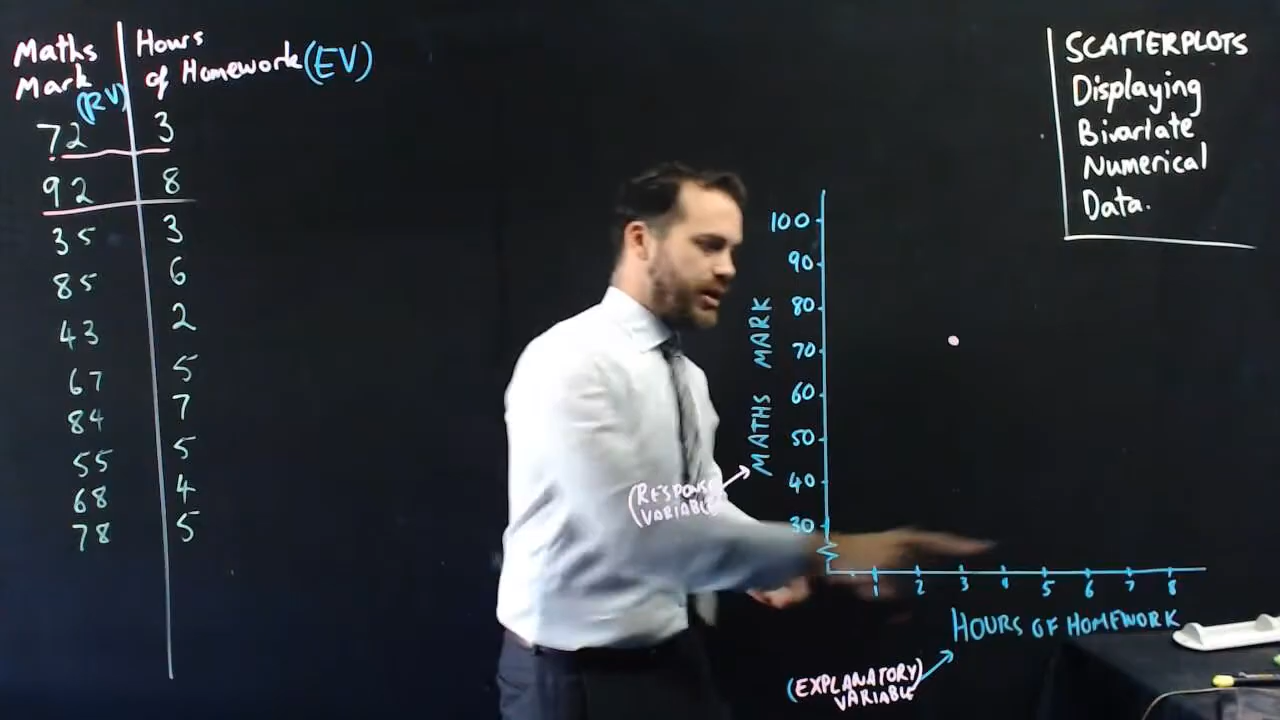 Maths Mark (RV) Hours of Homework (EV)
72 3
92 8
35 3
85 6
43 2
67 5
84 7
55 5
68 4
78 5
SCATTERPLOTS
Displaying
Bivariate
Numerical
Data.
100
90
80
70
60
50
40
30
MATHS MARK
(RESPONSE
VARIABLE)
1 2 3 4 5 6 7 8
HOURS OF HOMEWORK
(EXPLANATORY)
VARIABLE